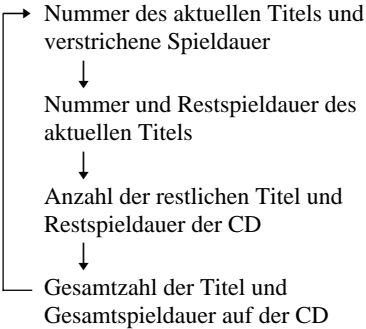 Nummer des aktuellen Titels und
verstrichene Spieldauer
Nummer und Restspieldauer des
aktuellen Titels
Anzahl der restlichen Titel und
Restspieldauer der CD
Gesamtzahl der Titel und
Gesamtspieldauer auf der CD